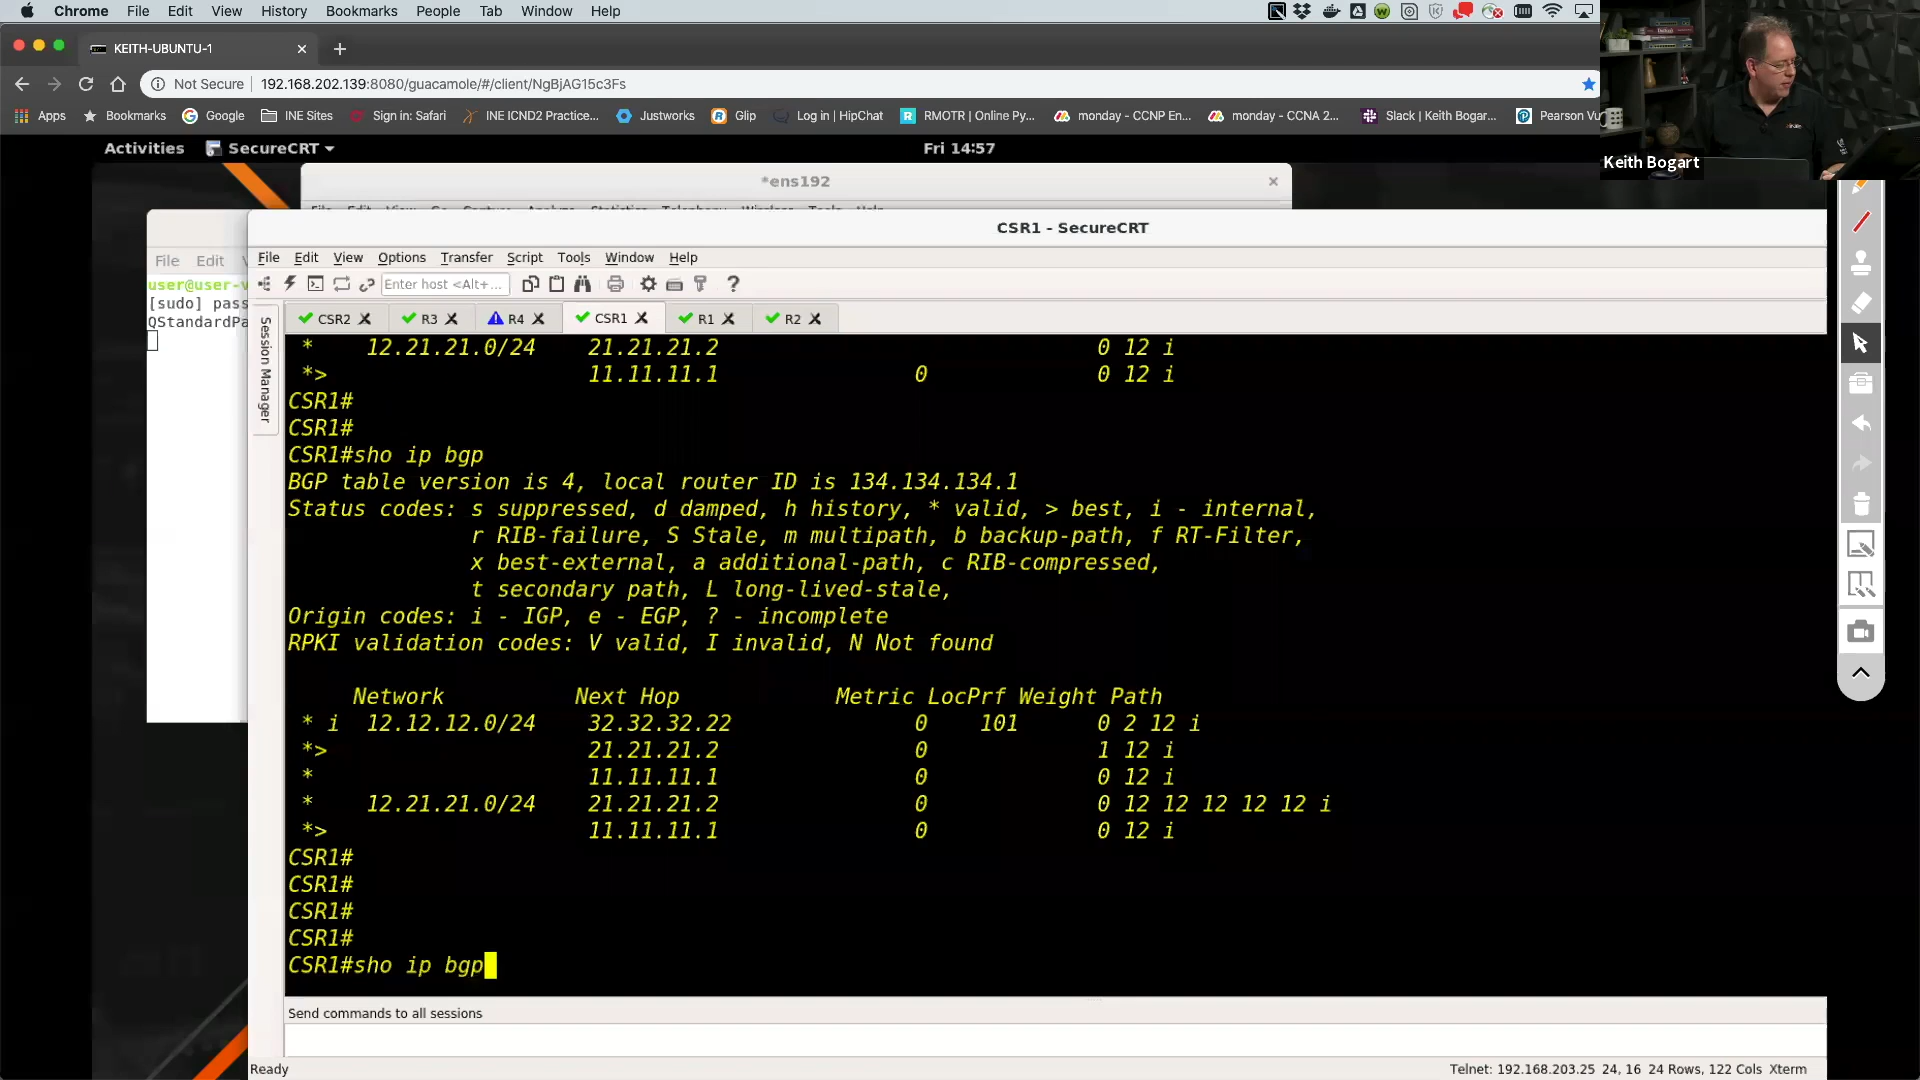 Chrome File Edit View History Bookmarks People Tab Window Help
KEITH-UBUNTU-1
Not Secure 192.168.202.139:8080/guacamole/#/client/NgBjAG15c3Fs
Apps Bookmarks Google INE Sites Sign in: Safari INE ICND2 Practice... Justworks Glip Log in | HipChat RMOTR | Online Py... monday - CCNP En... monday - CCNA 2... Slack | Keith Bogar... Pearson Vu
Keith Bogart
Activities SecureCRT Fri 14:57
*ens192
File Edit View Go Capture Analyze Statistics Telephony Wireless Tools Help
CSR1 - SecureCRT
File Edit
File Edit View Options Transfer Script Tools Window Help
user@user-v
[sudo] pass
QStandardPa
Enter host <Alt+...
Session Manager
CSR2 R3 R4 CSR1 R1 R2
* 12.21.21.0/24 21.21.21.2 0 12 i
*> 11.11.11.1 0 0 12 i
CSR1#
CSR1#
CSR1#sho ip bgp
BGP table version is 4, local router ID is 134.134.134.1
Status codes: s suppressed, d damped, h history, * valid, > best, i - internal,
r RIB-failure, S Stale, m multipath, b backup-path, f RT-Filter,
x best-external, a additional-path, c RIB-compressed,
t secondary path, L long-lived-stale,
Origin codes: i - IGP, e - EGP, ? - incomplete
RPKI validation codes: V valid, I invalid, N Not found
Network Next Hop Metric LocPrf Weight Path
* i 12.12.12.0/24 32.32.32.22 0 101 0 2 12 i
*> 21.21.21.2 0 1 12 i
* 11.11.11.1 0 0 12 i
* 12.21.21.0/24 21.21.21.2 0 0 12 12 12 12 12 i
*> 11.11.11.1 0 0 12 i
CSR1#
CSR1#
CSR1#
CSR1#
CSR1#sho ip bgp
Send commands to all sessions
Ready Telnet: 192.168.203.25 24, 16 24 Rows, 122 Cols Xterm